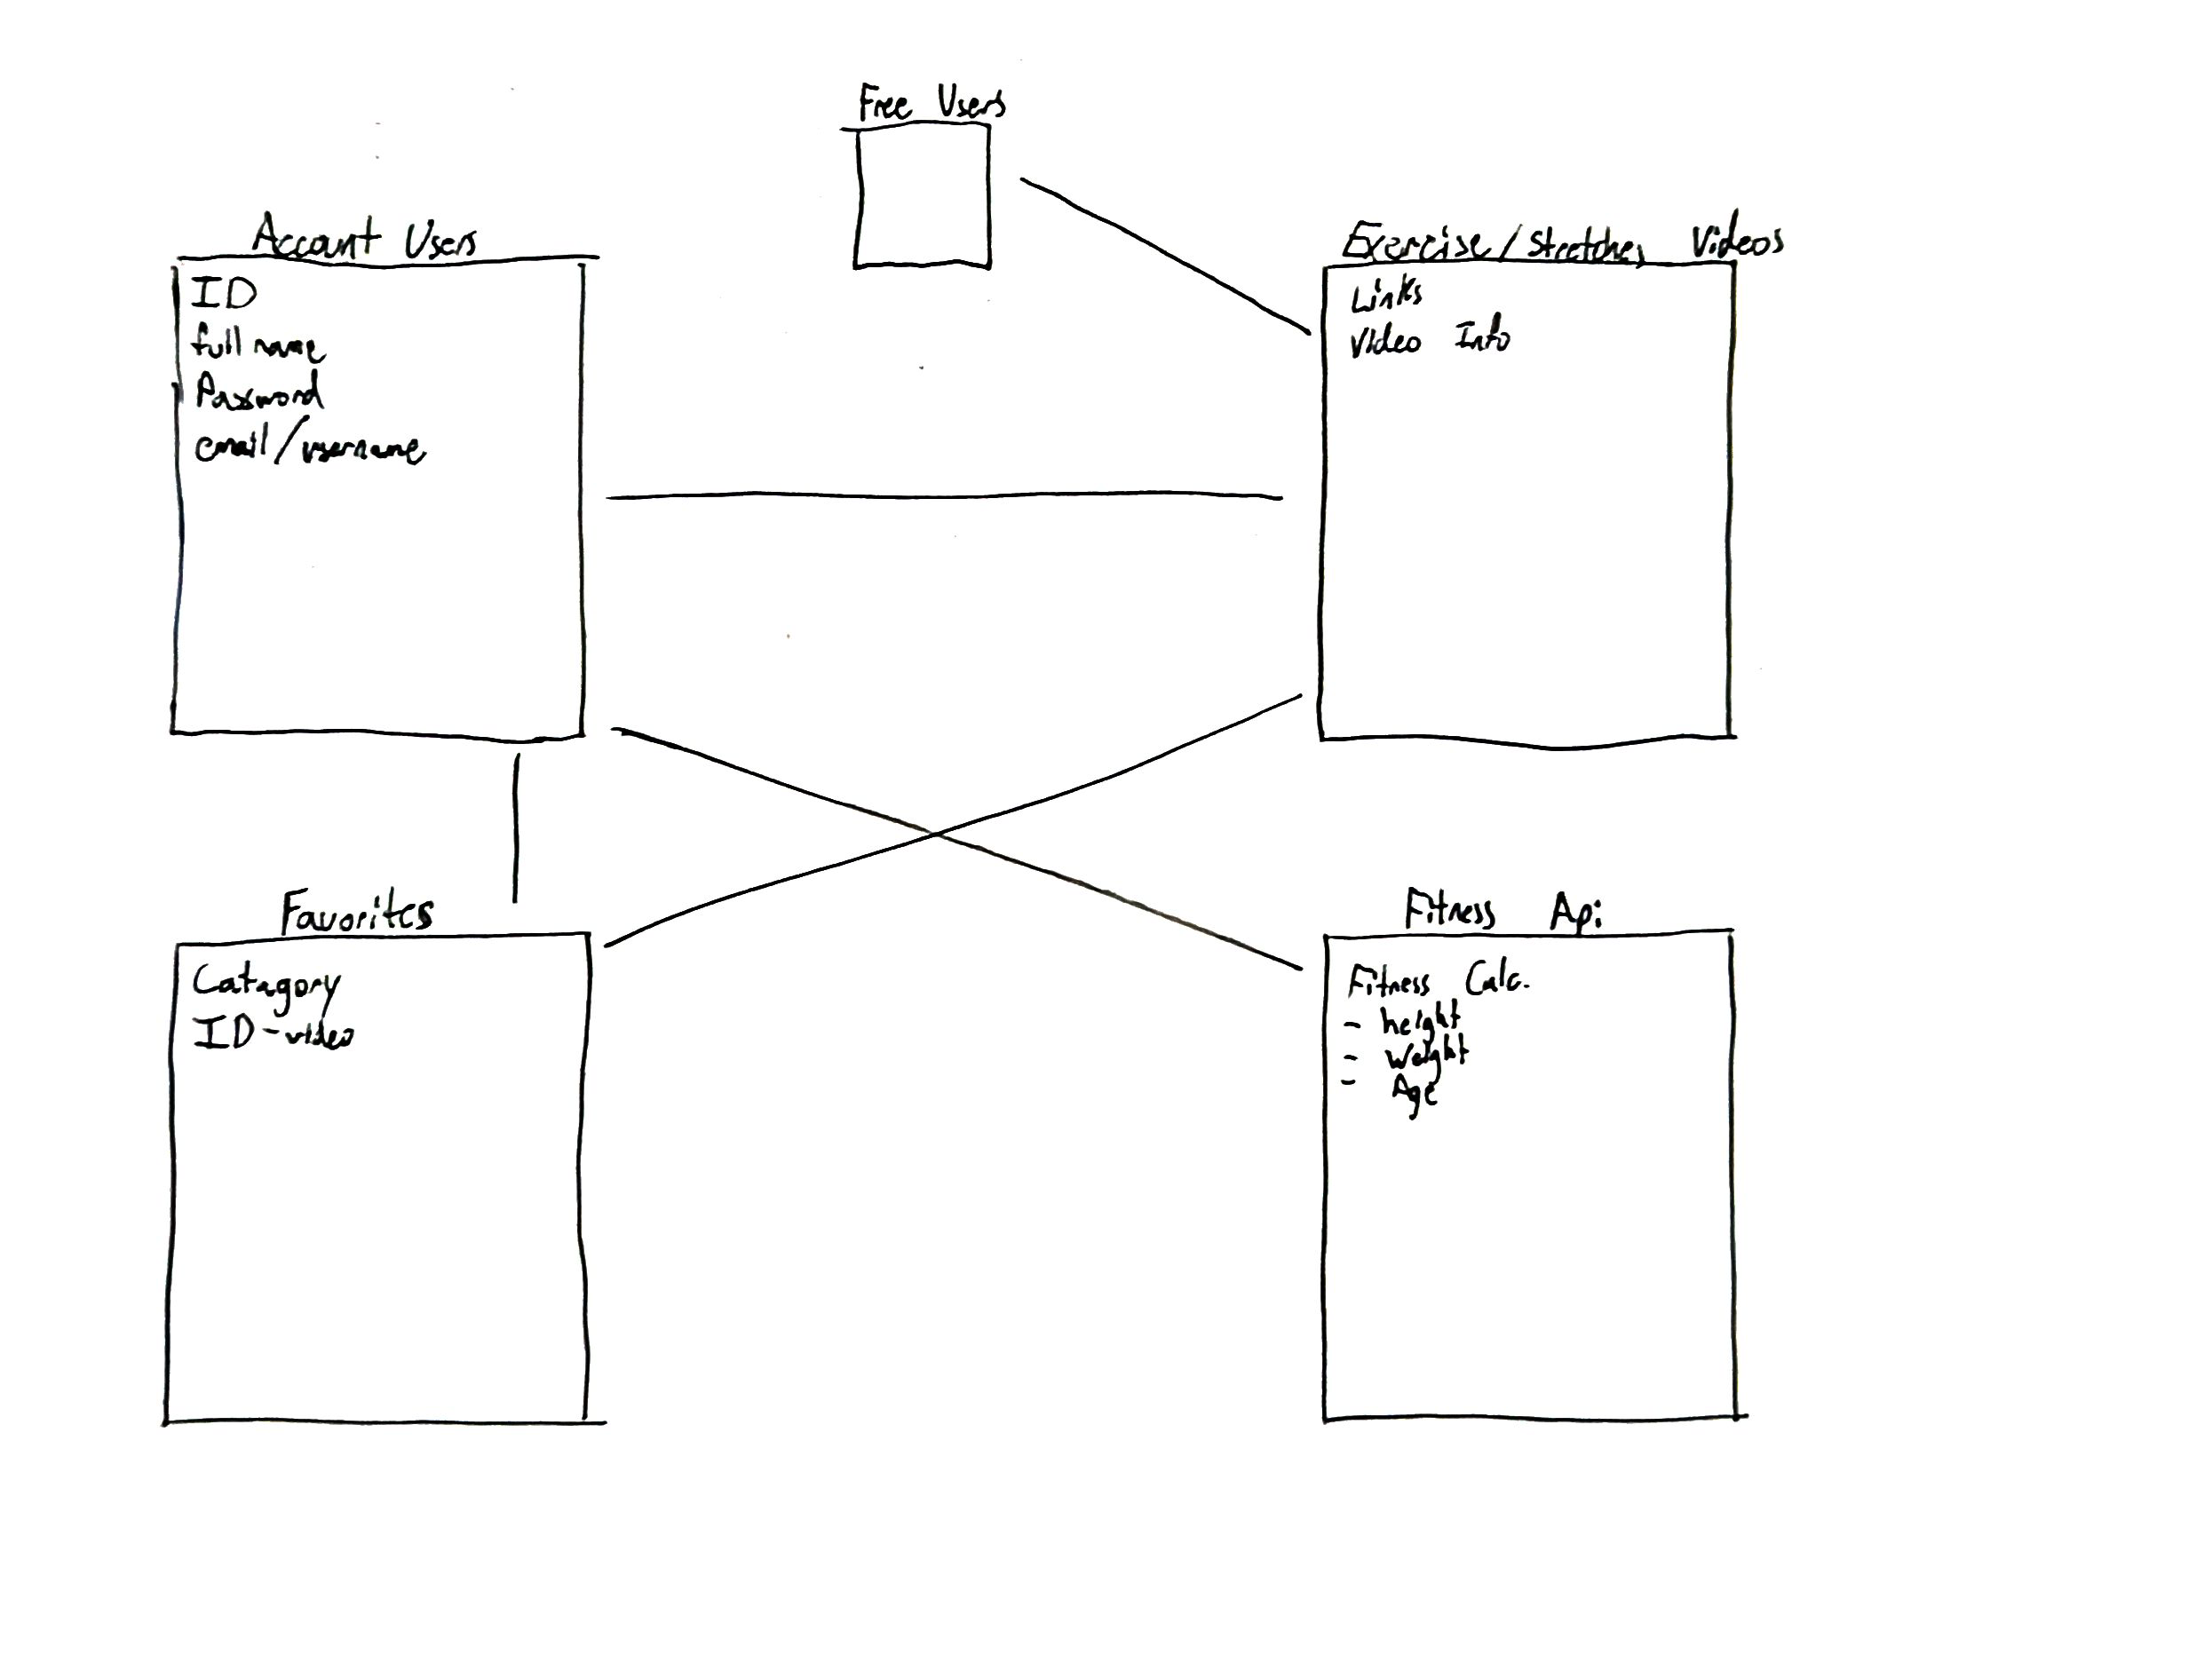 Free Users
Account Users
ID
full name
Password
email/username
Exercise/Stretches Videos
Links
Video Info
Favorites
Catagory
ID-video
Fitness Api
Fitness Calc.
- height
- weight
- Age